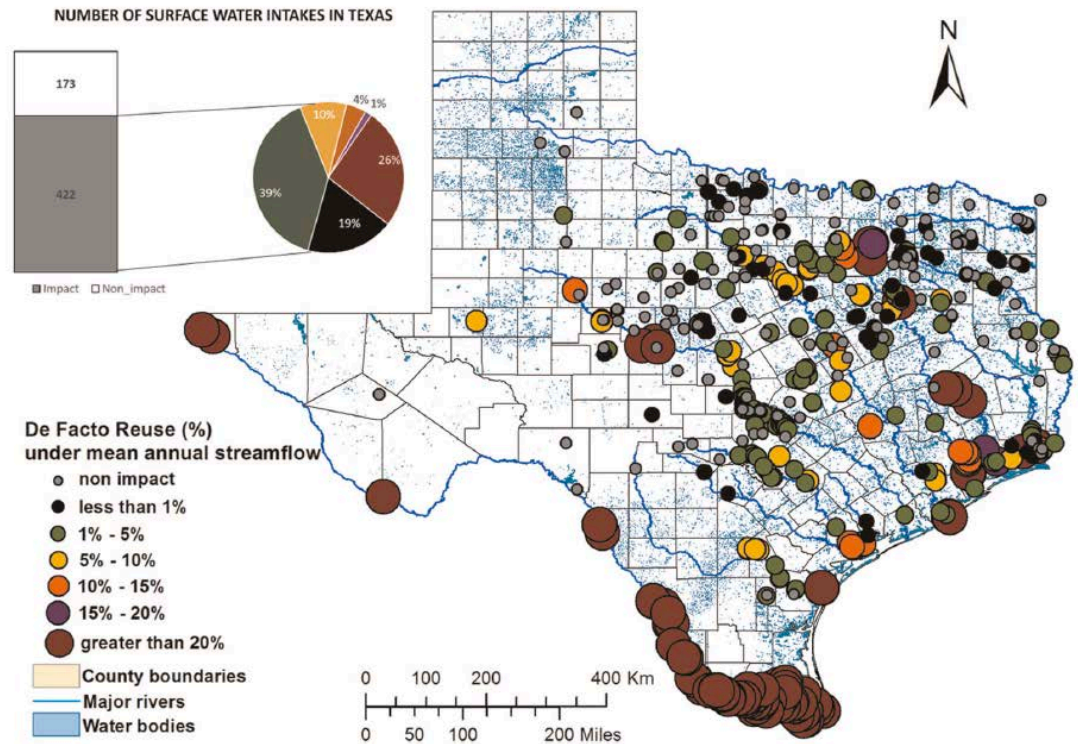 NUMBER OF SURFACE WATER INTAKES IN TEXAS
N
173
422
10%
4%
1%
26%
39%
19%
Impact
Non_impact
De Facto Reuse (%)
under mean annual streamflow
non impact
less than 1%
1% - 5%
5% - 10%
10% - 15%
15% - 20%
greater than 20%
County boundaries
Major rivers
Water bodies
0 100 200 400 Km
0 50 100 200 Miles